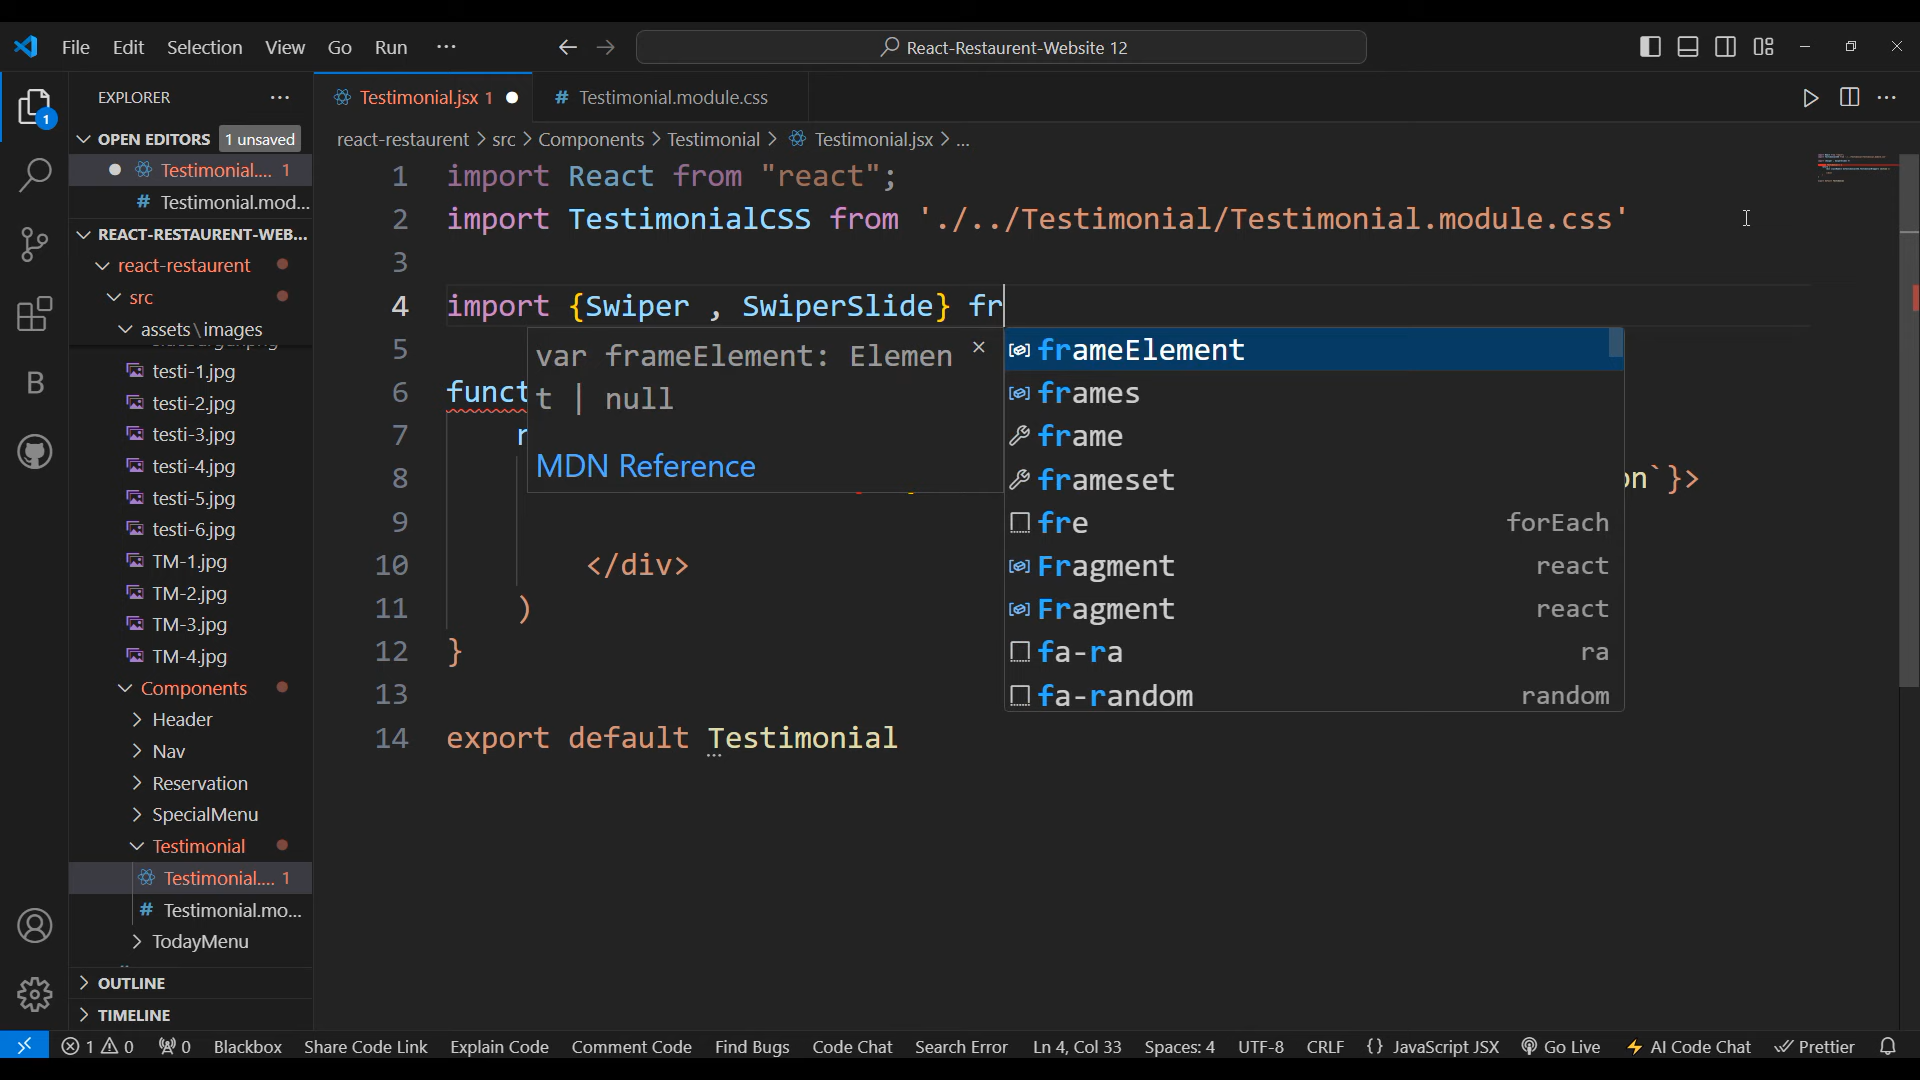 File Edit Selection View Go Run ··· React-Restaurent-Website 12
EXPLORER ···
OPEN EDITORS 1 unsaved
Testimonial.... 1
# Testimonial.mod...
REACT-RESTAURENT-WEB...
react-restaurent
src
assets\images
testi-1.jpg
testi-2.jpg
testi-3.jpg
testi-4.jpg
testi-5.jpg
testi-6.jpg
TM-1.jpg
TM-2.jpg
TM-3.jpg
TM-4.jpg
Components
Header
Nav
Reservation
SpecialMenu
Testimonial
Testimonial.... 1
# Testimonial.mo...
TodayMenu
OUTLINE
TIMELINE
1
B
Testimonial.jsx 1 # Testimonial.module.css
react-restaurent > src > Components > Testimonial > Testimonial.jsx > ...
1 import React from "react";
2 import TestimonialCSS from './../Testimonial/Testimonial.module.css'
3
4 import {Swiper , SwiperSlide} fr
5
6 funct
7 r
8 on`}>
9
10 </div>
11 )
12 }
13
14 export default Testimonial
var frameElement: Elemen
t | null
MDN Reference
frameElement
frames
frame
frameset
fre forEach
Fragment react
Fragment react
fa-ra ra
fa-random random
1 0 0 Blackbox Share Code Link Explain Code Comment Code Find Bugs Code Chat Search Error Ln 4, Col 33 Spaces: 4 UTF-8 CRLF {} JavaScript JSX Go Live AI Code Chat Prettier